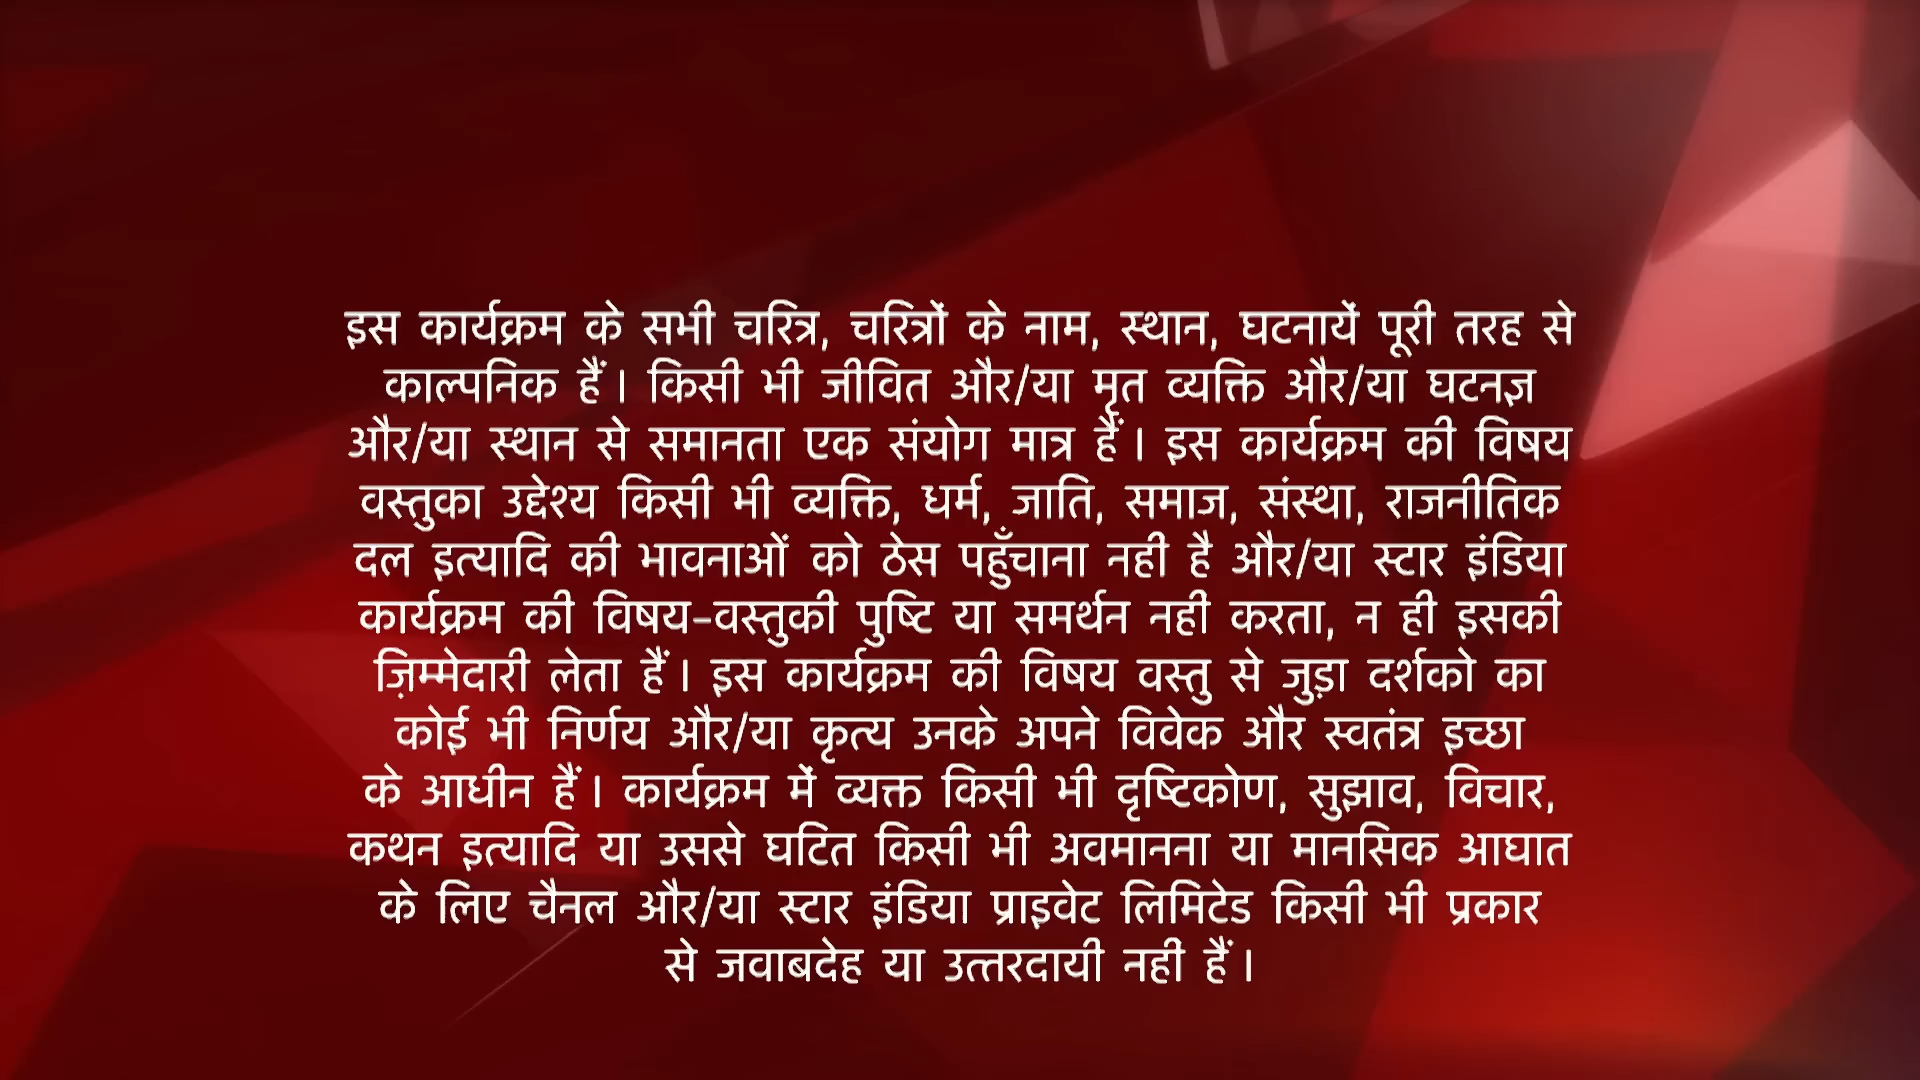 इस कार्यक्रम के सभी चरित्र, चरित्रों के नाम, स्थान, घटनायें पूरी तरह से
काल्पनिक हैं। किसी भी जीवित और/या मृत व्यक्ति और/या घटनज्ञ
और/या स्थान से समानता एक संयोग मात्र हैं। इस कार्यक्रम की विषय
वस्तुका उद्देश्य किसी भी व्यक्ति, धर्म, जाति, समाज, संस्था, राजनीतिक
दल इत्यादि की भावनाओं को ठेस पहुँचाना नही है और/या स्टार इंडिया
कार्यक्रम की विषय-वस्तुकी पुष्टि या समर्थन नही करता, न ही इसकी
ज़िम्मेदारी लेता हैं। इस कार्यक्रम की विषय वस्तु से जुड़ा दर्शको का
कोई भी निर्णय और/या कृत्य उनके अपने विवेक और स्वतंत्र इच्छा
के आधीन हैं। कार्यक्रम में व्यक्त किसी भी दृष्टिकोण, सुझाव, विचार,
कथन इत्यादि या उससे घटित किसी भी अवमानना या मानसिक आघात
के लिए चैनल और/या स्टार इंडिया प्राइवेट लिमिटेड किसी भी प्रकार
से जवाबदेह या उत्तरदायी नही हैं।